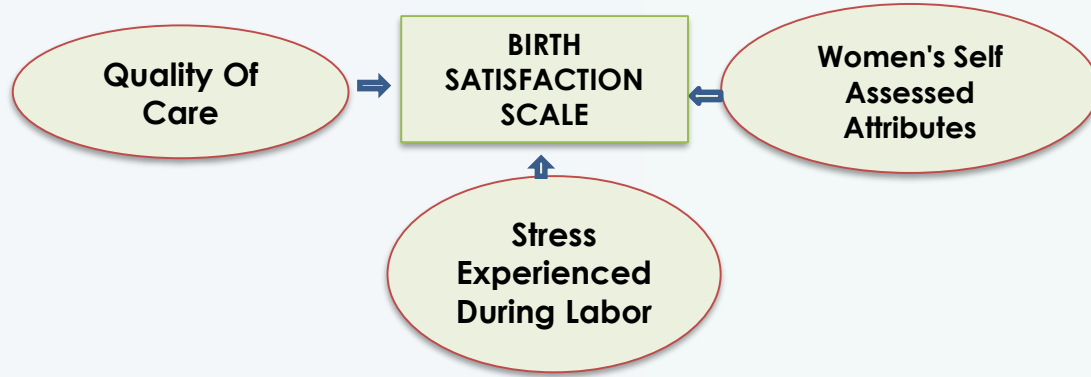 Quality Of
Care
BIRTH
SATISFACTION
SCALE
Women's Self
Assessed
Attributes
Stress
Experienced
During Labor